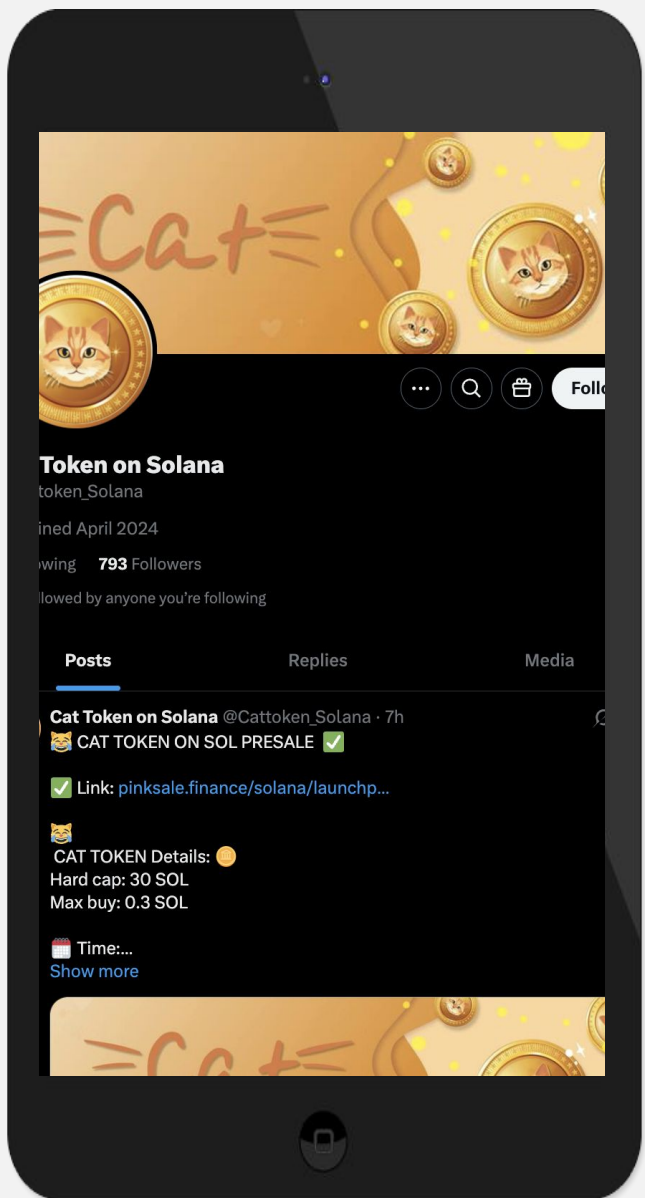 Cat
Follo
Token on Solana
token_Solana
ined April 2024
owing 793 Followers
llowed by anyone you’re following
Posts Replies Media
Cat Token on Solana @Cattoken_Solana · 7h
😹 CAT TOKEN ON SOL PRESALE ✅
✅ Link: pinksale.finance/solana/launchp...
😹
CAT TOKEN Details: 🪙
Hard cap: 30 SOL
Max buy: 0.3 SOL
🗓️ Time:...
Show more
Cat